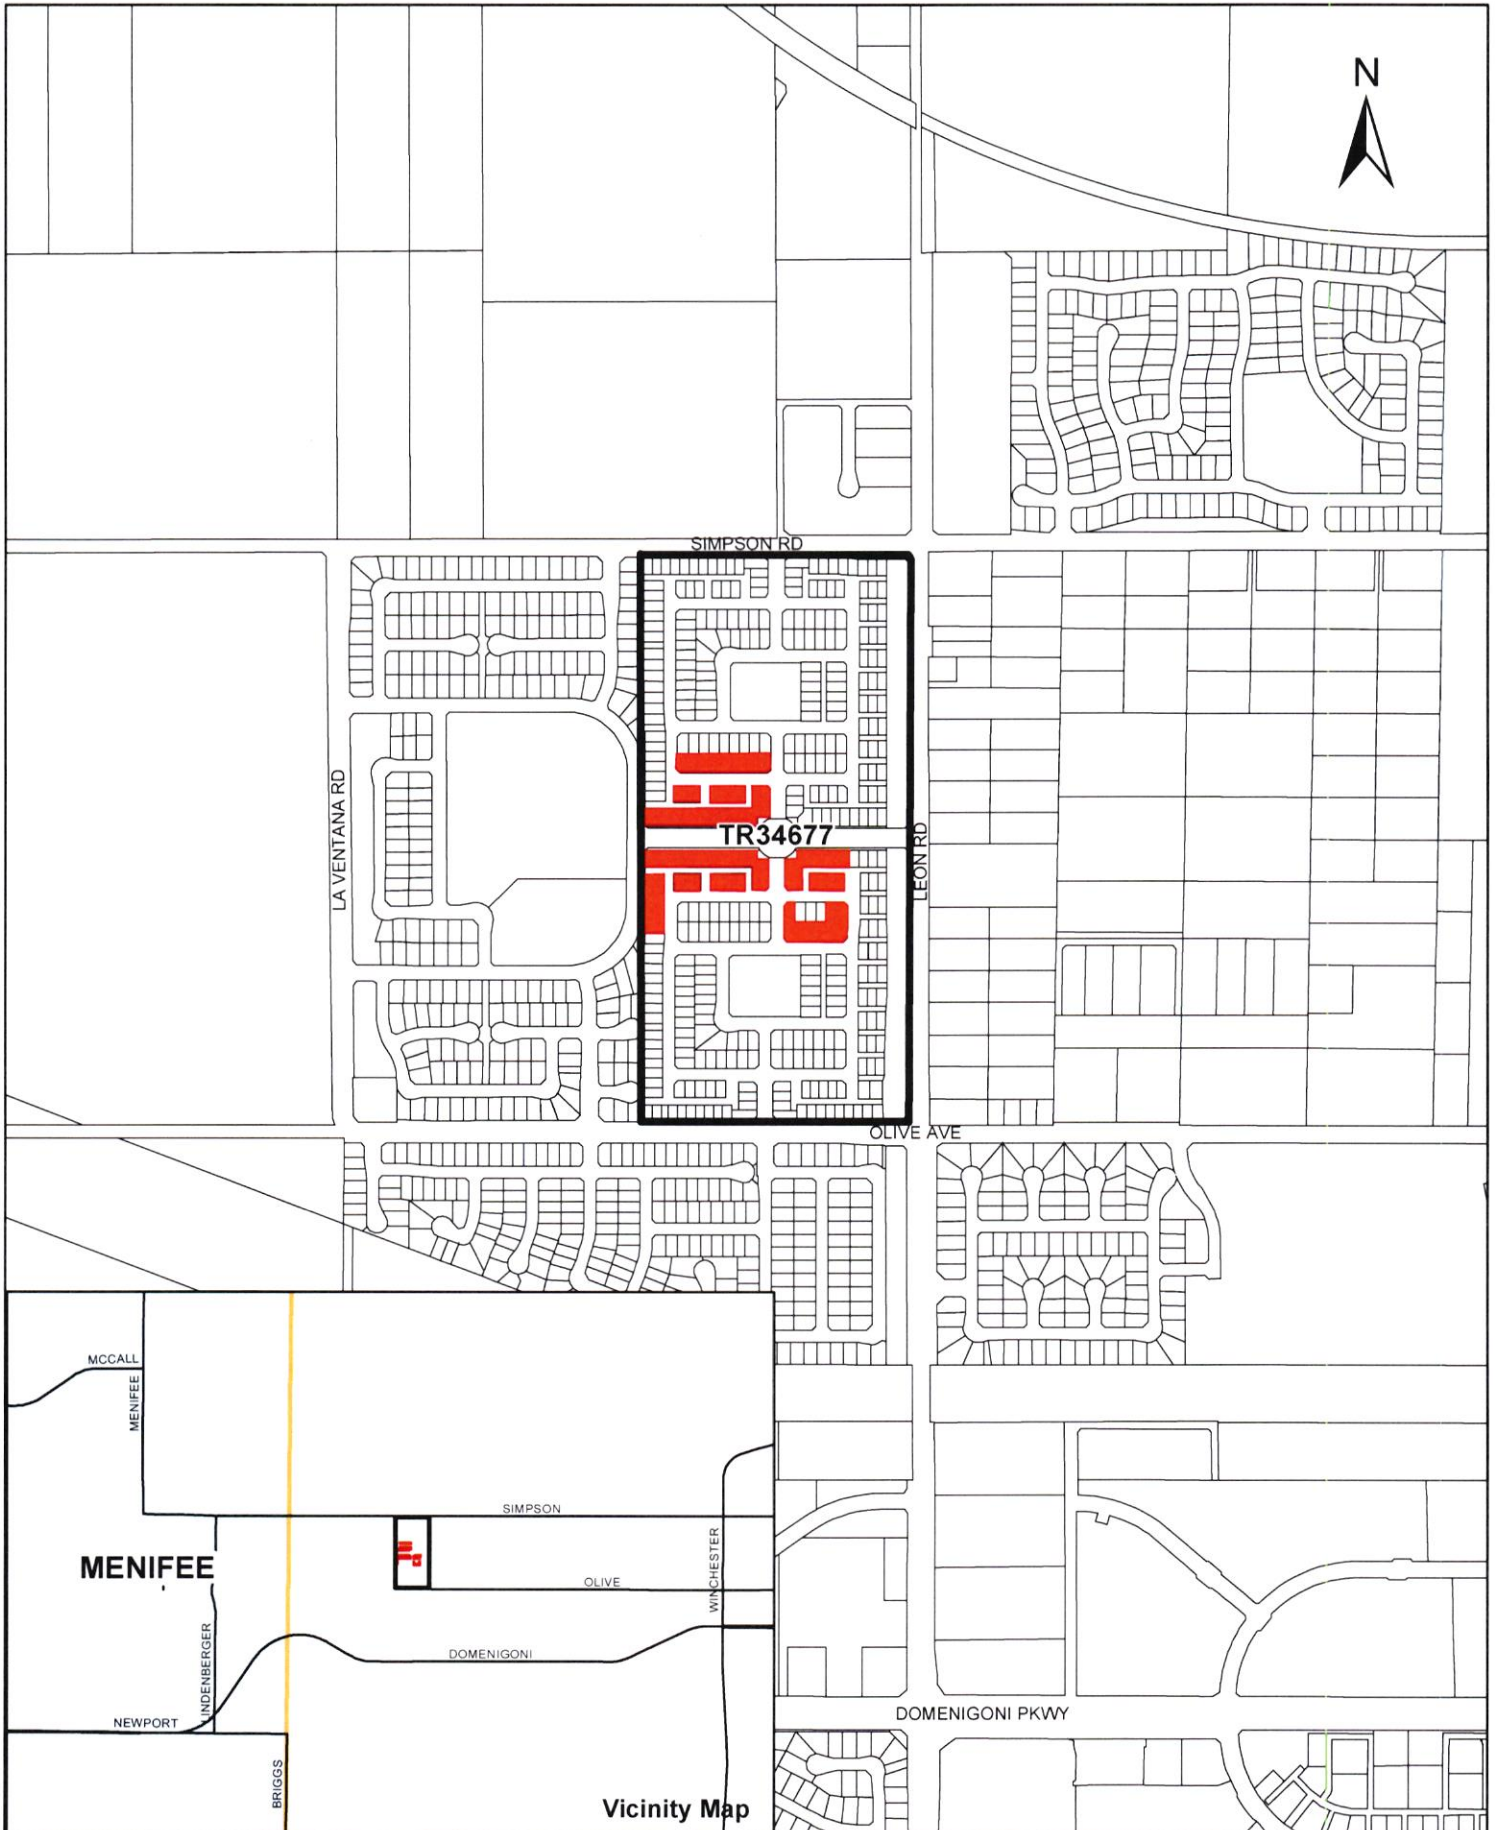 N
SIMPSON RD
LA VENTANA RD
TR34677
LEON RD
OLIVE AVE
DOMENIGONI PKWY
MCCALL
MENIFEE
SIMPSON
MENIFEE
OLIVE
WINCHESTER
LINDENBERGER
DOMENIGONI
NEWPORT
BRIGGS
Vicinity Map